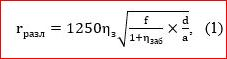 r_разл = 1250η_з √(f/(1+η_заб) × d/a), (1)